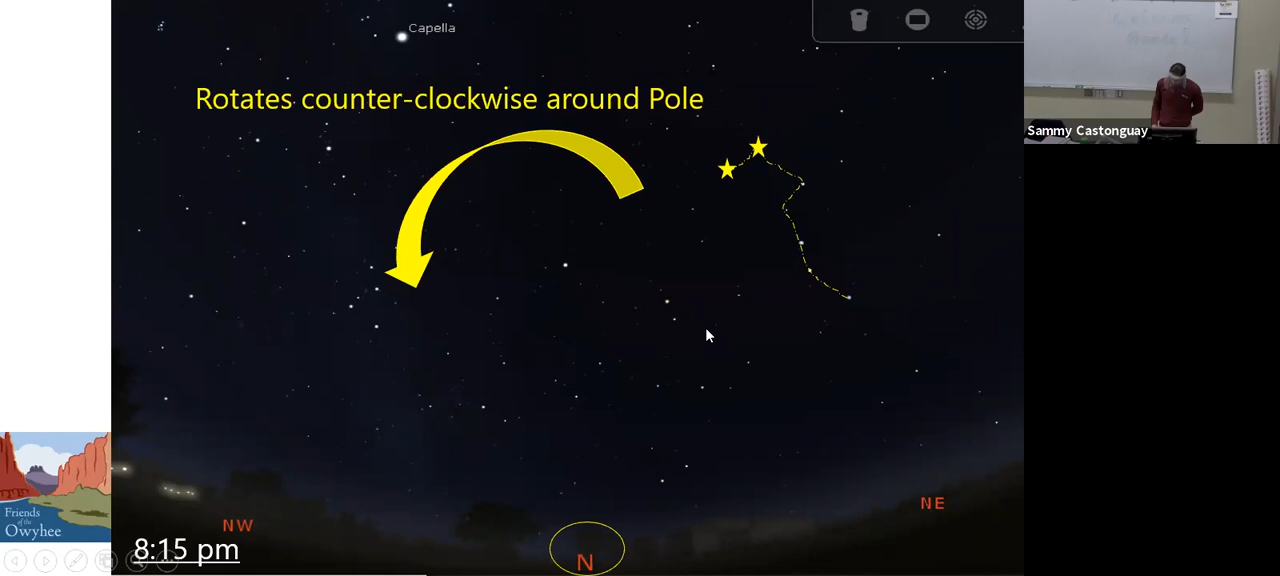 Capella
Rotates counter-clockwise around Pole
Sammy Castonguay
NE
NW
N
8:15 pm
Friends
of the
Owyhee